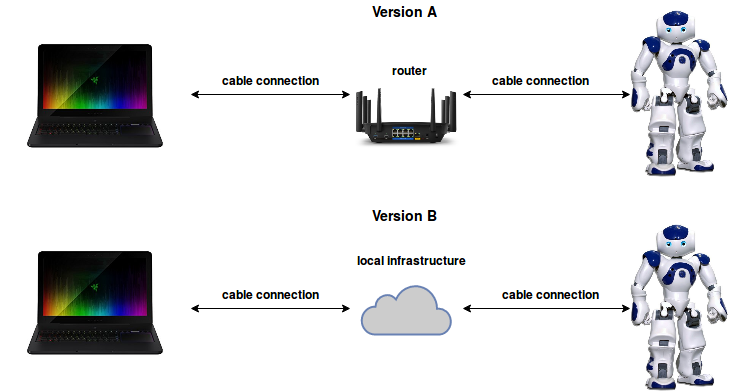 Version A
cable connection
router
cable connection
Version B
local infrastructure
cable connection
cable connection